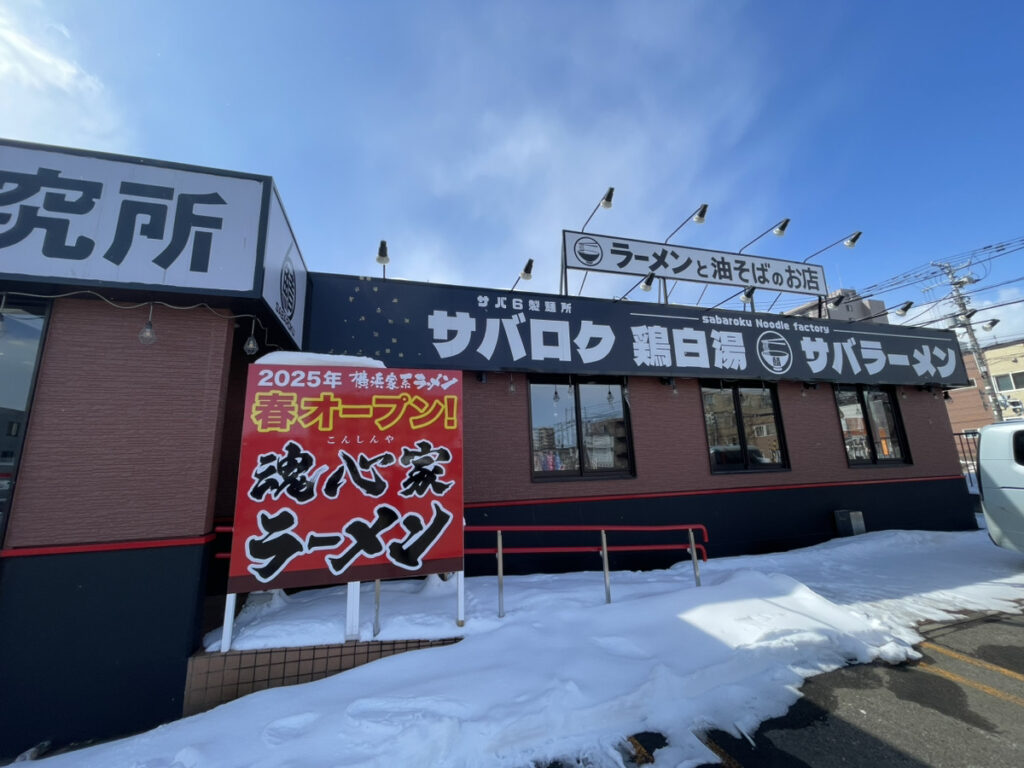 究所
ラーメンと油そばのお店
サバ6製麺所
sabaroku Noodle factory
サバロク 鶏白湯 サバラーメン
2025年 横浜家系ラーメン
春オープン!
こんしんや
魂心家
ラーメン